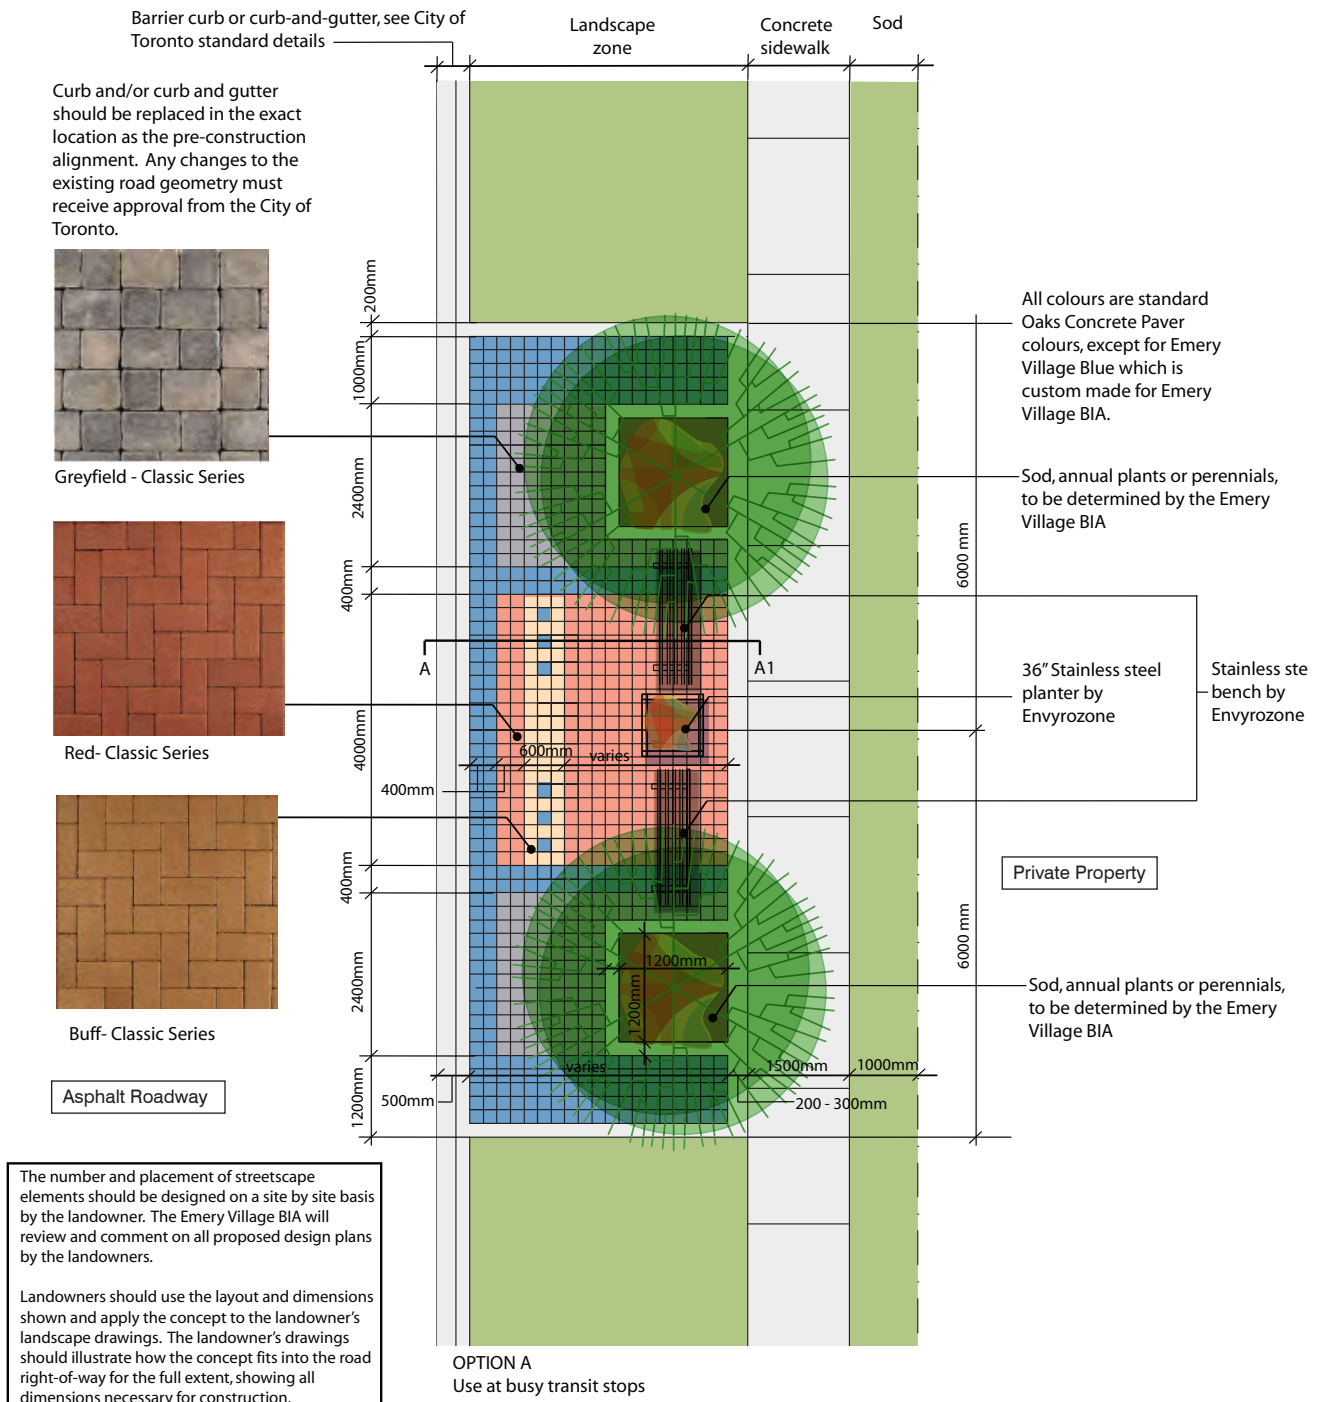 Barrier curb or curb-and-gutter, see City of
Toronto standard details
Landscape
zone
Concrete
sidewalk
Sod
Curb and/or curb and gutter
should be replaced in the exact
location as the pre-construction
alignment. Any changes to the
existing road geometry must
receive approval from the City of
Toronto.
Greyfield - Classic Series
Red- Classic Series
Buff- Classic Series
Asphalt Roadway
200mm
1000mm
2400mm
400mm
4000mm
400mm
2400mm
1200mm
A
A1
600mm
varies
400mm
1200mm
1200mm
varies
500mm
1500mm
1000mm
200 - 300mm
6000 mm
6000 mm
All colours are standard
Oaks Concrete Paver
colours, except for Emery
Village Blue which is
custom made for Emery
Village BIA.
Sod, annual plants or perennials,
to be determined by the Emery
Village BIA
36" Stainless steel
planter by
Envyrozone
Stainless ste
bench by
Envyrozone
Private Property
Sod, annual plants or perennials,
to be determined by the Emery
Village BIA
The number and placement of streetscape
elements should be designed on a site by site basis
by the landowner. The Emery Village BIA will
review and comment on all proposed design plans
by the landowners.
Landowners should use the layout and dimensions
shown and apply the concept to the landowner's
landscape drawings. The landowner's drawings
should illustrate how the concept fits into the road
right-of-way for the full extent, showing all
dimensions necessary for construction.
OPTION A
Use at busy transit stops